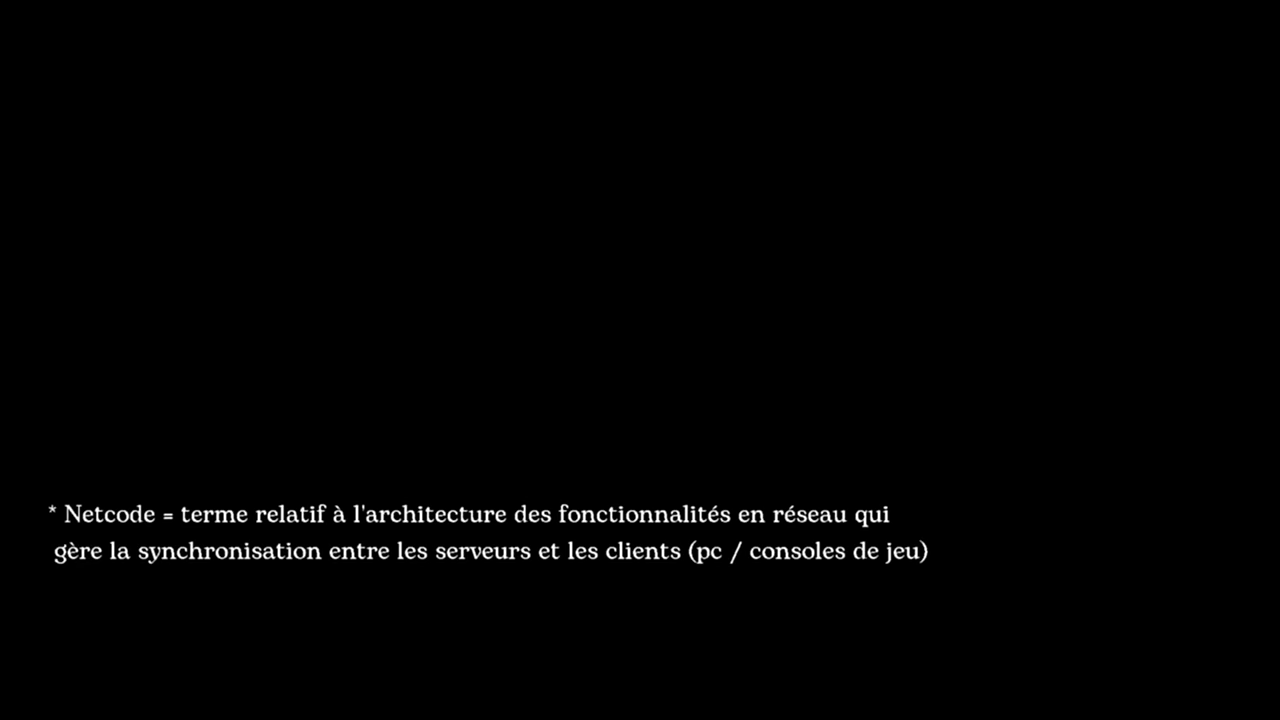 * Netcode = terme relatif à l'architecture des fonctionnalités en réseau qui
gère la synchronisation entre les serveurs et les clients (pc / consoles de jeu)